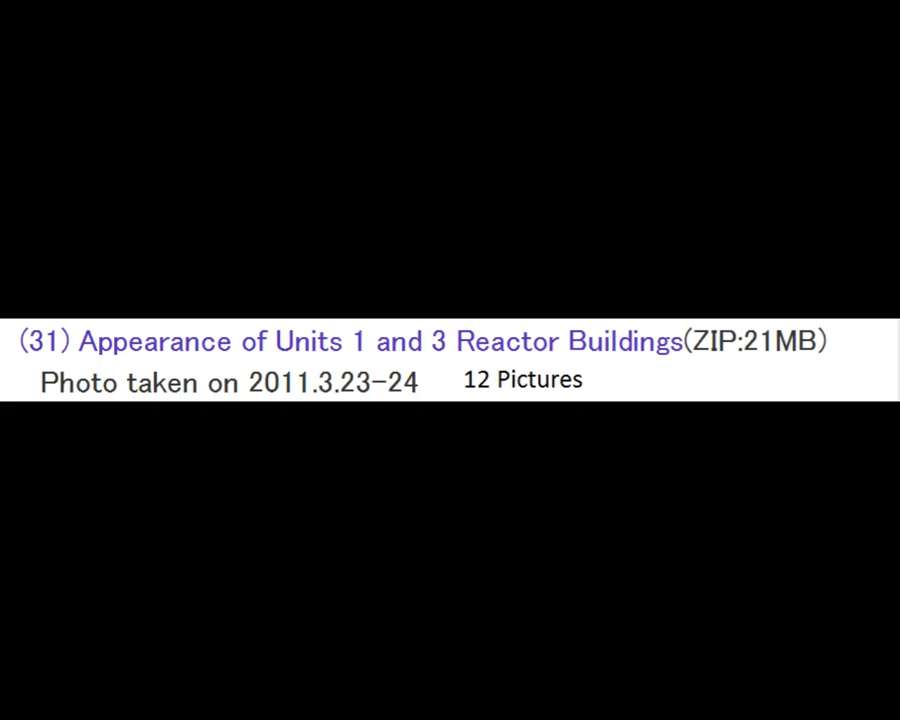 (31) Appearance of Units 1 and 3 Reactor Buildings(ZIP:21MB)
Photo taken on 2011.3.23-24 12 Pictures